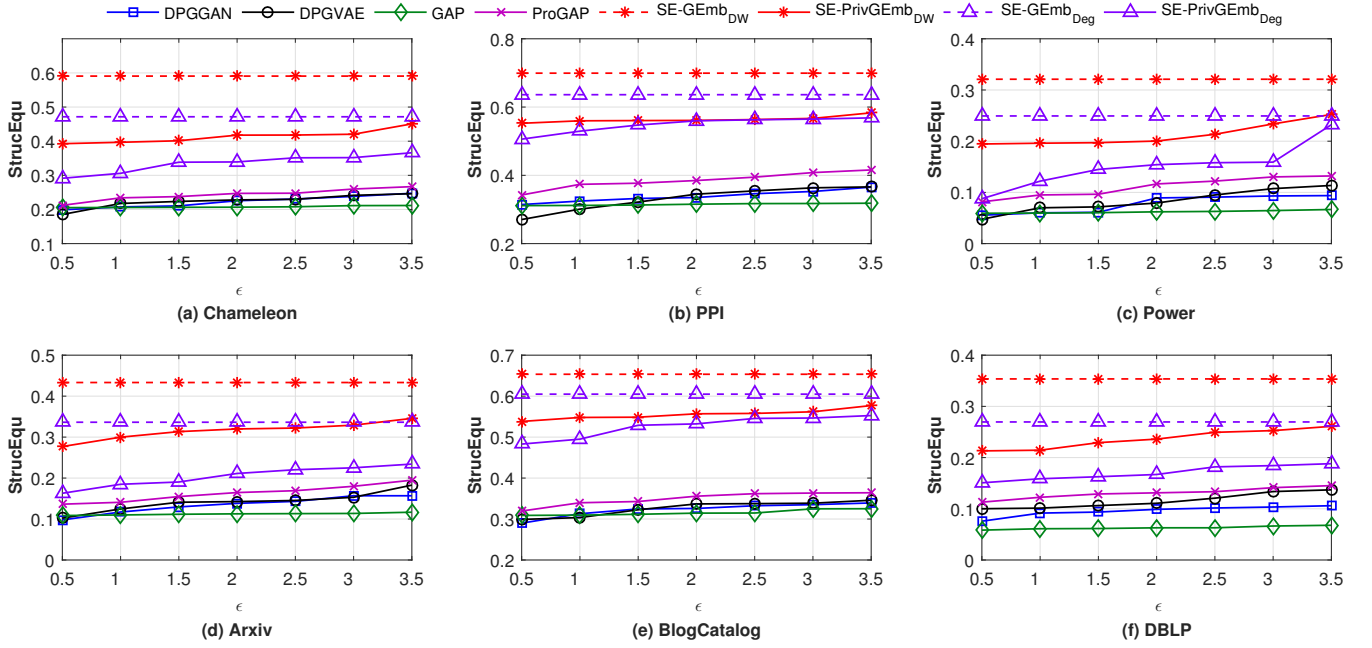 DPGGAN DPGVAE GAP ProGAP SE-GEmb_DW SE-PrivGEmb_DW SE-GEmb_Deg SE-PrivGEmb_Deg
StrucEqu
0.6
0.5
0.4
0.3
0.2
0.1
0.5 1 1.5 2 2.5 3 3.5
ϵ
(a) Chameleon
StrucEqu
0.8
0.6
0.4
0.2
0.5 1 1.5 2 2.5 3 3.5
ϵ
(b) PPI
StrucEqu
0.4
0.3
0.2
0.1
0
0.5 1 1.5 2 2.5 3 3.5
ϵ
(c) Power
StrucEqu
0.5
0.4
0.3
0.2
0.1
0
0.5 1 1.5 2 2.5 3 3.5
ϵ
(d) Arxiv
StrucEqu
0.7
0.6
0.5
0.4
0.3
0.2
0.5 1 1.5 2 2.5 3 3.5
ϵ
(e) BlogCatalog
StrucEqu
0.4
0.3
0.2
0.1
0
0.5 1 1.5 2 2.5 3 3.5
ϵ
(f) DBLP